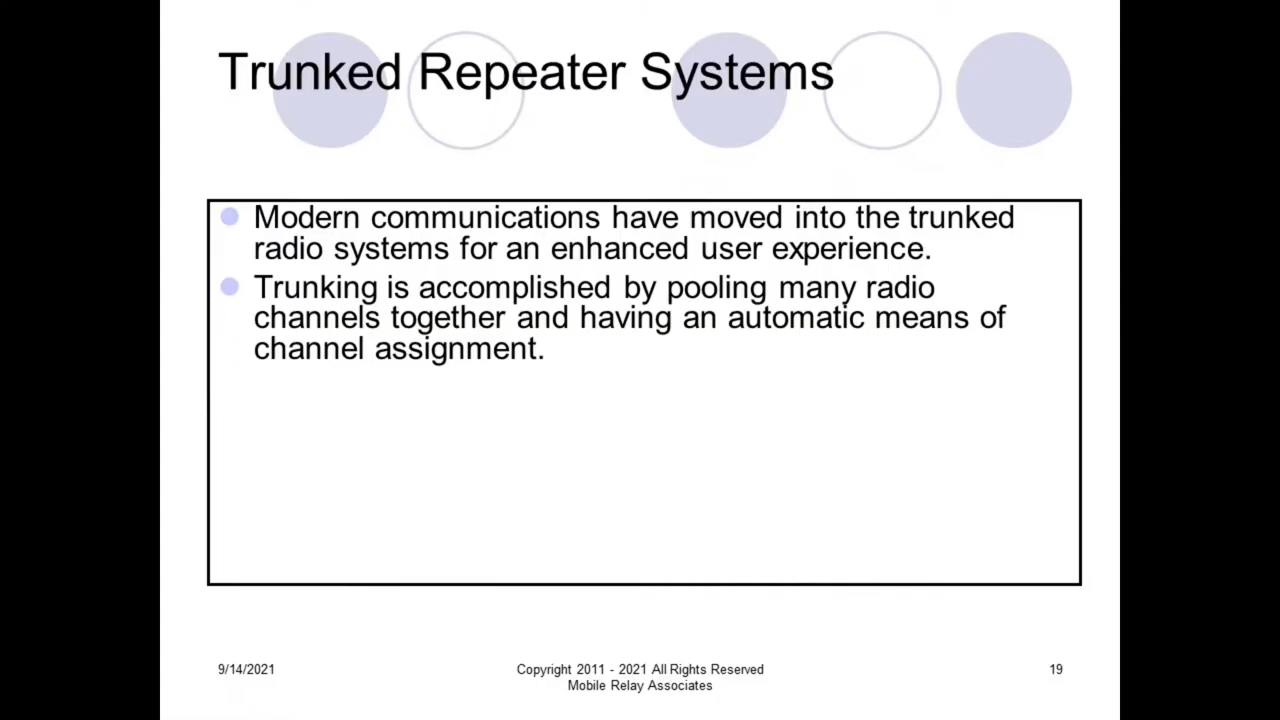 Trunked Repeater Systems
Modern communications have moved into the trunked
radio systems for an enhanced user experience.
Trunking is accomplished by pooling many radio
channels together and having an automatic means of
channel assignment.
9/14/2021
Copyright 2011 - 2021 All Rights Reserved
Mobile Relay Associates
19